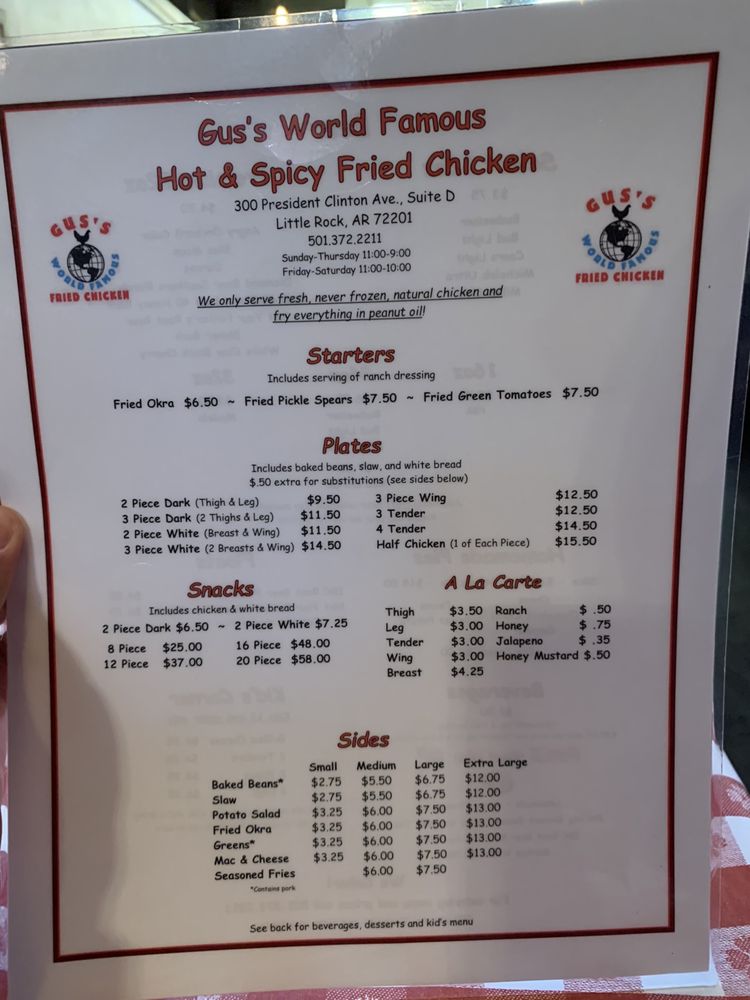 Gus's World Famous
Hot & Spicy Fried Chicken
300 President Clinton Ave., Suite D
Little Rock, AR 72201
501.372.2211
Sunday-Thursday 11:00-9:00
Friday-Saturday 11:00-10:00
GUS'S
WORLD FAMOUS
FRIED CHICKEN
GUS'S
WORLD FAMOUS
FRIED CHICKEN
We only serve fresh, never frozen, natural chicken and
fry everything in peanut oil!
Starters
Includes serving of ranch dressing
Fried Okra $6.50 ~ Fried Pickle Spears $7.50 ~ Fried Green Tomatoes $7.50
Plates
Includes baked beans, slaw, and white bread
$.50 extra for substitutions (see sides below)
2 Piece Dark (Thigh & Leg) $9.50 3 Piece Wing $12.50
3 Piece Dark (2 Thighs & Leg) $11.50 3 Tender $12.50
2 Piece White (Breast & Wing) $11.50 4 Tender $14.50
3 Piece White (2 Breasts & Wing) $14.50 Half Chicken (1 of Each Piece) $15.50
Snacks
Includes chicken & white bread
2 Piece Dark $6.50 ~ 2 Piece White $7.25
8 Piece $25.00 16 Piece $48.00
12 Piece $37.00 20 Piece $58.00
A La Carte
Thigh $3.50 Ranch $ .50
Leg $3.00 Honey $ .75
Tender $3.00 Jalapeno $ .35
Wing $3.00 Honey Mustard $.50
Breast $4.25
Sides
Small Medium Large Extra Large
Baked Beans* $2.75 $5.50 $6.75 $12.00
Slaw $2.75 $5.50 $6.75 $12.00
Potato Salad $3.25 $6.00 $7.50 $13.00
Fried Okra $3.25 $6.00 $7.50 $13.00
Greens* $3.25 $6.00 $7.50 $13.00
Mac & Cheese $3.25 $6.00 $7.50 $13.00
Seasoned Fries $6.00 $7.50
*Contains pork
See back for beverages, desserts and kid's menu